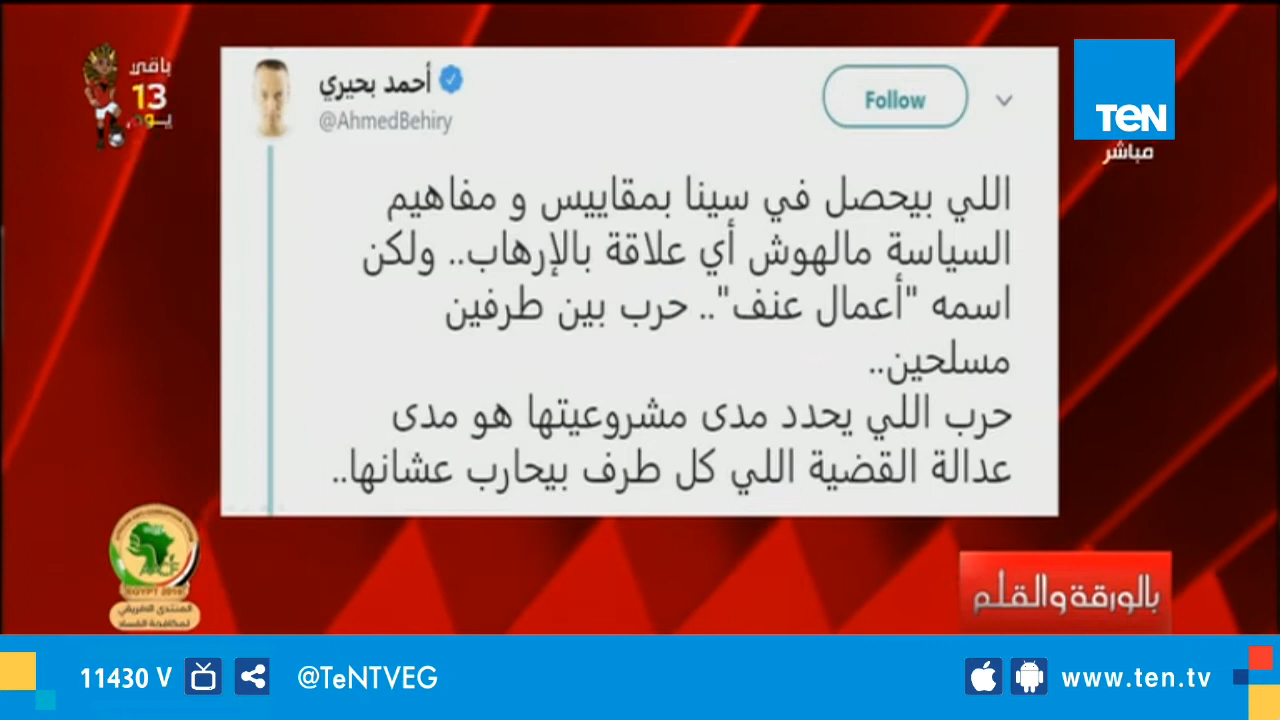 باقي
13
يوم
TEN
مباشر
أحمد بحيري
@AhmedBehiry
Follow
اللي بيحصل في سينا بمقاييس و مفاهيم
السياسة مالهوش أي علاقة بالإرهاب.. ولكن
اسمه "أعمال عنف".. حرب بين طرفين
مسلحين..
حرب اللي يحدد مدى مشروعيتها هو مدى
عدالة القضية اللي كل طرف بيحارب عشانها..
EGYPT 2019
المنتدى الافريقي
لمكافحة الفساد
بالورقة والقلم
11430 V
@TeNTVEG
www.ten.tv